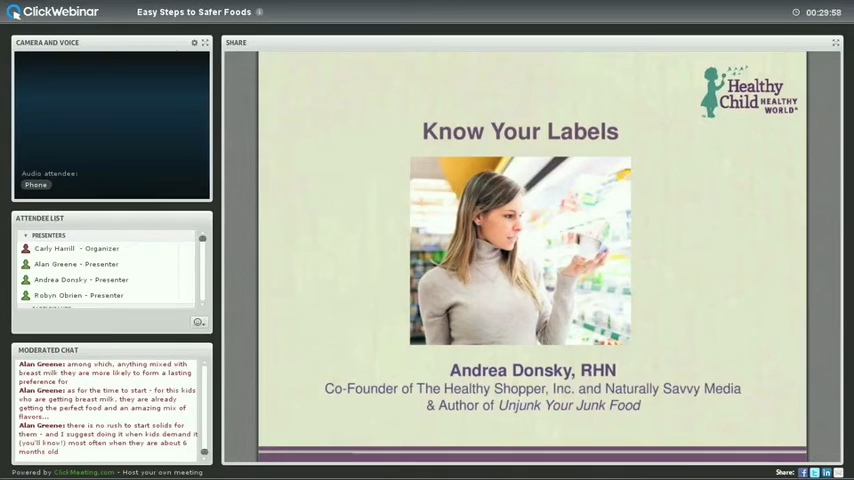 ClickWebinar
Easy Steps to Safer Foods
00:29:58
CAMERA AND VOICE
Audio attendee:
Phone
ATTENDEE LIST
PRESENTERS
Carly Harrill - Organizer
Alan Greene - Presenter
Andrea Donsky - Presenter
Robyn Obrien - Presenter
MODERATED CHAT
Alan Greene: among which, anything mixed with
breast milk they are more likely to form a lasting
preference for
Alan Greene: as for the time to start - for this kids
who are getting breast milk, they are already
getting the perfect food and an amazing mix of
flavors...
Alan Greene: there is no rush to start solids for
them - and I suggest doing it when kids demand it
(you'll know!) most often when they are about 6
months old
SHARE
Healthy
Child HEALTHY
WORLD
Know Your Labels
Andrea Donsky, RHN
Co-Founder of The Healthy Shopper, Inc. and Naturally Savvy Media
& Author of Unjunk Your Junk Food
Powered by ClickMeeting.com - Host your own meeting
Share: